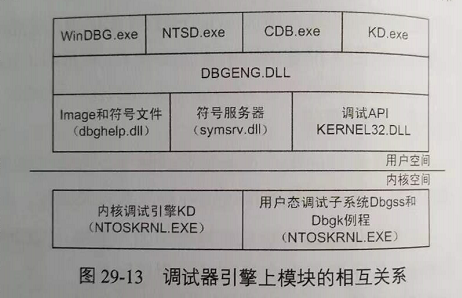 WinDBG.exe NTSD.exe CDB.exe KD.exe
DBGENG.DLL
Image和符号文件 符号服务器 调试API
(dbghelp.dll) (symsrv.dll) KERNEL32.DLL
用户空间
内核空间
内核调试引擎KD 用户态调试子系统Dbgss和
(NTOSKRNL.EXE) Dbgk例程
(NTOSKRNL.EXE)
图 29-13 调试器引擎上模块的相互关系